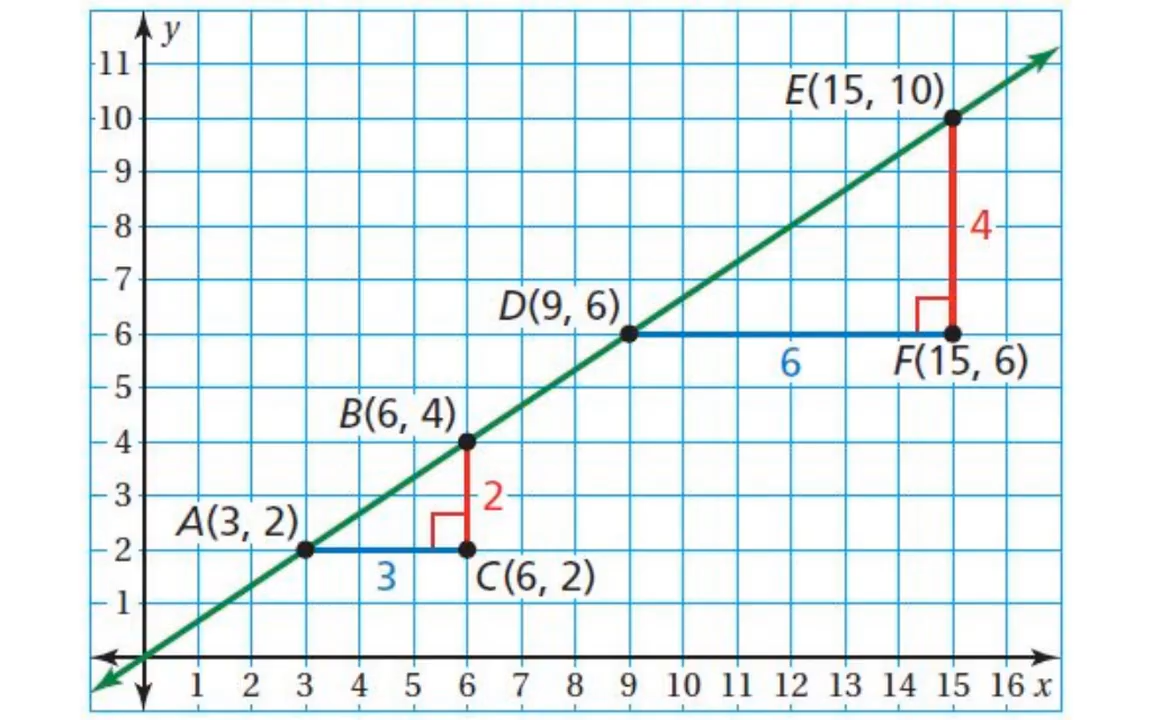 y
11
E(15, 10)
10
9
8
4
7
D(9, 6)
6
6
F(15, 6)
5
B(6, 4)
4
3
2
A(3, 2)
2
3
C(6, 2)
1
1 2 3 4 5 6 7 8 9 10 11 12 13 14 15 16 x